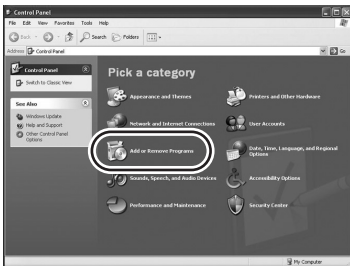 Control Panel
File Edit View Favorites Tools Help
Back Search Folders
Address Control Panel Go
Control Panel
Switch to Classic View
See Also
Windows Update
Help and Support
Other Control Panel
Options
Pick a category
Appearance and Themes
Printers and Other Hardware
Network and Internet Connections
User Accounts
Add or Remove Programs
Date, Time, Language, and Regional
Options
Sounds, Speech, and Audio Devices
Accessibility Options
Performance and Maintenance
Security Center
My Computer